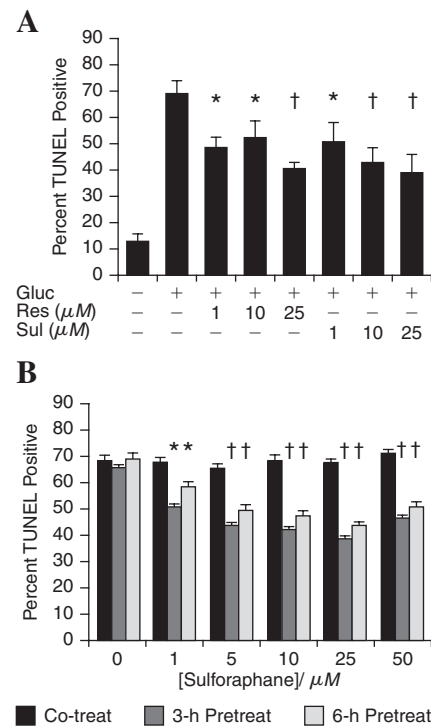 A
Percent TUNEL Positive
90
80
70
60
50
40
30
20
10
0
* * † * † †
Gluc − + + + + + + +
Res (μM) − − 1 10 25 − − −
Sul (μM) − − − − − 1 10 25
B
Percent TUNEL Positive
90
80
70
60
50
40
30
20
10
0
** †† †† †† ††
0 1 5 10 25 50
[Sulforaphane]/ μM
Co-treat 3-h Pretreat 6-h Pretreat